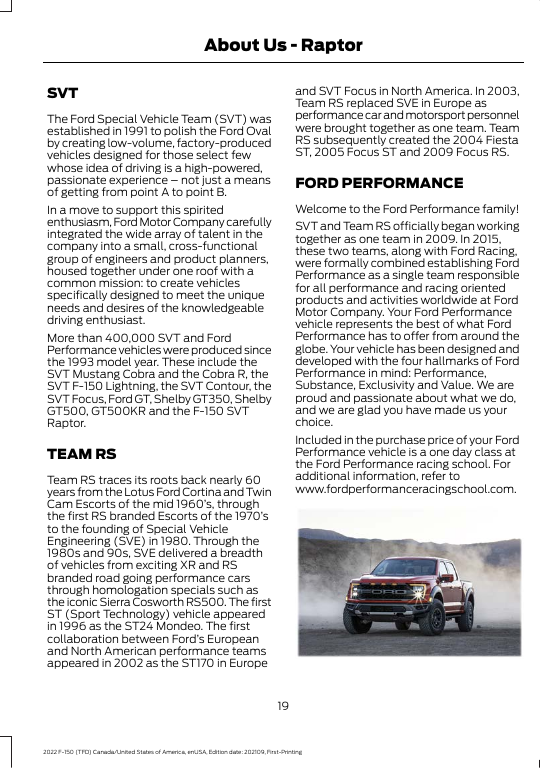 About Us - Raptor
SVT
The Ford Special Vehicle Team (SVT) was
established in 1991 to polish the Ford Oval
by creating low-volume, factory-produced
vehicles designed for those select few
whose idea of driving is a high-powered,
passionate experience – not just a means
of getting from point A to point B.
In a move to support this spirited
enthusiasm, Ford Motor Company carefully
integrated the wide array of talent in the
company into a small, cross-functional
group of engineers and product planners,
housed together under one roof with a
common mission: to create vehicles
specifically designed to meet the unique
needs and desires of the knowledgeable
driving enthusiast.
More than 400,000 SVT and Ford
Performance vehicles were produced since
the 1993 model year. These include the
SVT Mustang Cobra and the Cobra R, the
SVT F-150 Lightning, the SVT Contour, the
SVT Focus, Ford GT, Shelby GT350, Shelby
GT500, GT500KR and the F-150 SVT
Raptor.
TEAM RS
Team RS traces its roots back nearly 60
years from the Lotus Ford Cortina and Twin
Cam Escorts of the mid 1960’s, through
the first RS branded Escorts of the 1970’s
to the founding of Special Vehicle
Engineering (SVE) in 1980. Through the
1980s and 90s, SVE delivered a breadth
of vehicles from exciting XR and RS
branded road going performance cars
through homologation specials such as
the iconic Sierra Cosworth RS500. The first
ST (Sport Technology) vehicle appeared
in 1996 as the ST24 Mondeo. The first
collaboration between Ford’s European
and North American performance teams
appeared in 2002 as the ST170 in Europe
and SVT Focus in North America. In 2003,
Team RS replaced SVE in Europe as
performance car and motorsport personnel
were brought together as one team. Team
RS subsequently created the 2004 Fiesta
ST, 2005 Focus ST and 2009 Focus RS.
FORD PERFORMANCE
Welcome to the Ford Performance family!
SVT and Team RS officially began working
together as one team in 2009. In 2015,
these two teams, along with Ford Racing,
were formally combined establishing Ford
Performance as a single team responsible
for all performance and racing oriented
products and activities worldwide at Ford
Motor Company. Your Ford Performance
vehicle represents the best of what Ford
Performance has to offer from around the
globe. Your vehicle has been designed and
developed with the four hallmarks of Ford
Performance in mind: Performance,
Substance, Exclusivity and Value. We are
proud and passionate about what we do,
and we are glad you have made us your
choice.
Included in the purchase price of your Ford
Performance vehicle is a one day class at
the Ford Performance racing school. For
additional information, refer to
www.fordperformanceracingschool.com.
19
2022 F-150 (TFD) Canada/United States of America, enUSA, Edition date: 202109, First-Printing